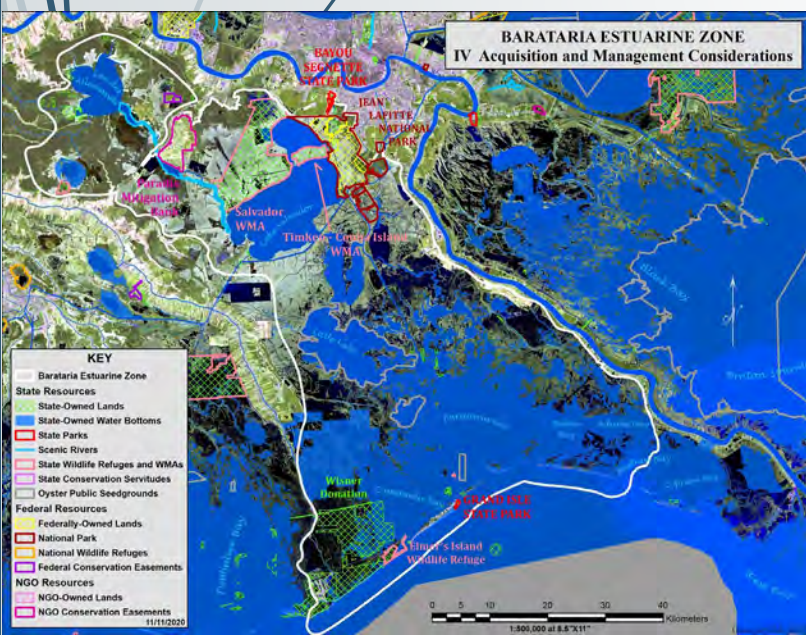 BARATARIA ESTUARINE ZONE
IV Acquisition and Management Considerations
BAYOU
SEGNETTE
STATE PARK
JEAN
LAFITTE
NATIONAL
PARK
Paradis
Mitigation
Bank
Salvador
WMA
WMA
Wisner
Donation
GRAND ISLE
STATE PARK
Elmer's Island
Wildlife Refuge
KEY
Barataria Estuarine Zone
State Resources
State-Owned Lands
State-Owned Water Bottoms
State Parks
Scenic Rivers
State Wildlife Refuges and WMAs
State Conservation Servitudes
Oyster Public Seedgrounds
Federal Resources
Federally-Owned Lands
National Park
National Wildlife Refuges
Federal Conservation Easements
NGO Resources
NGO-Owned Lands
NGO Conservation Easements
11/11/2020
0 5 10 20 30 40
Kilometers
1:500,000 at 8.5"X11"